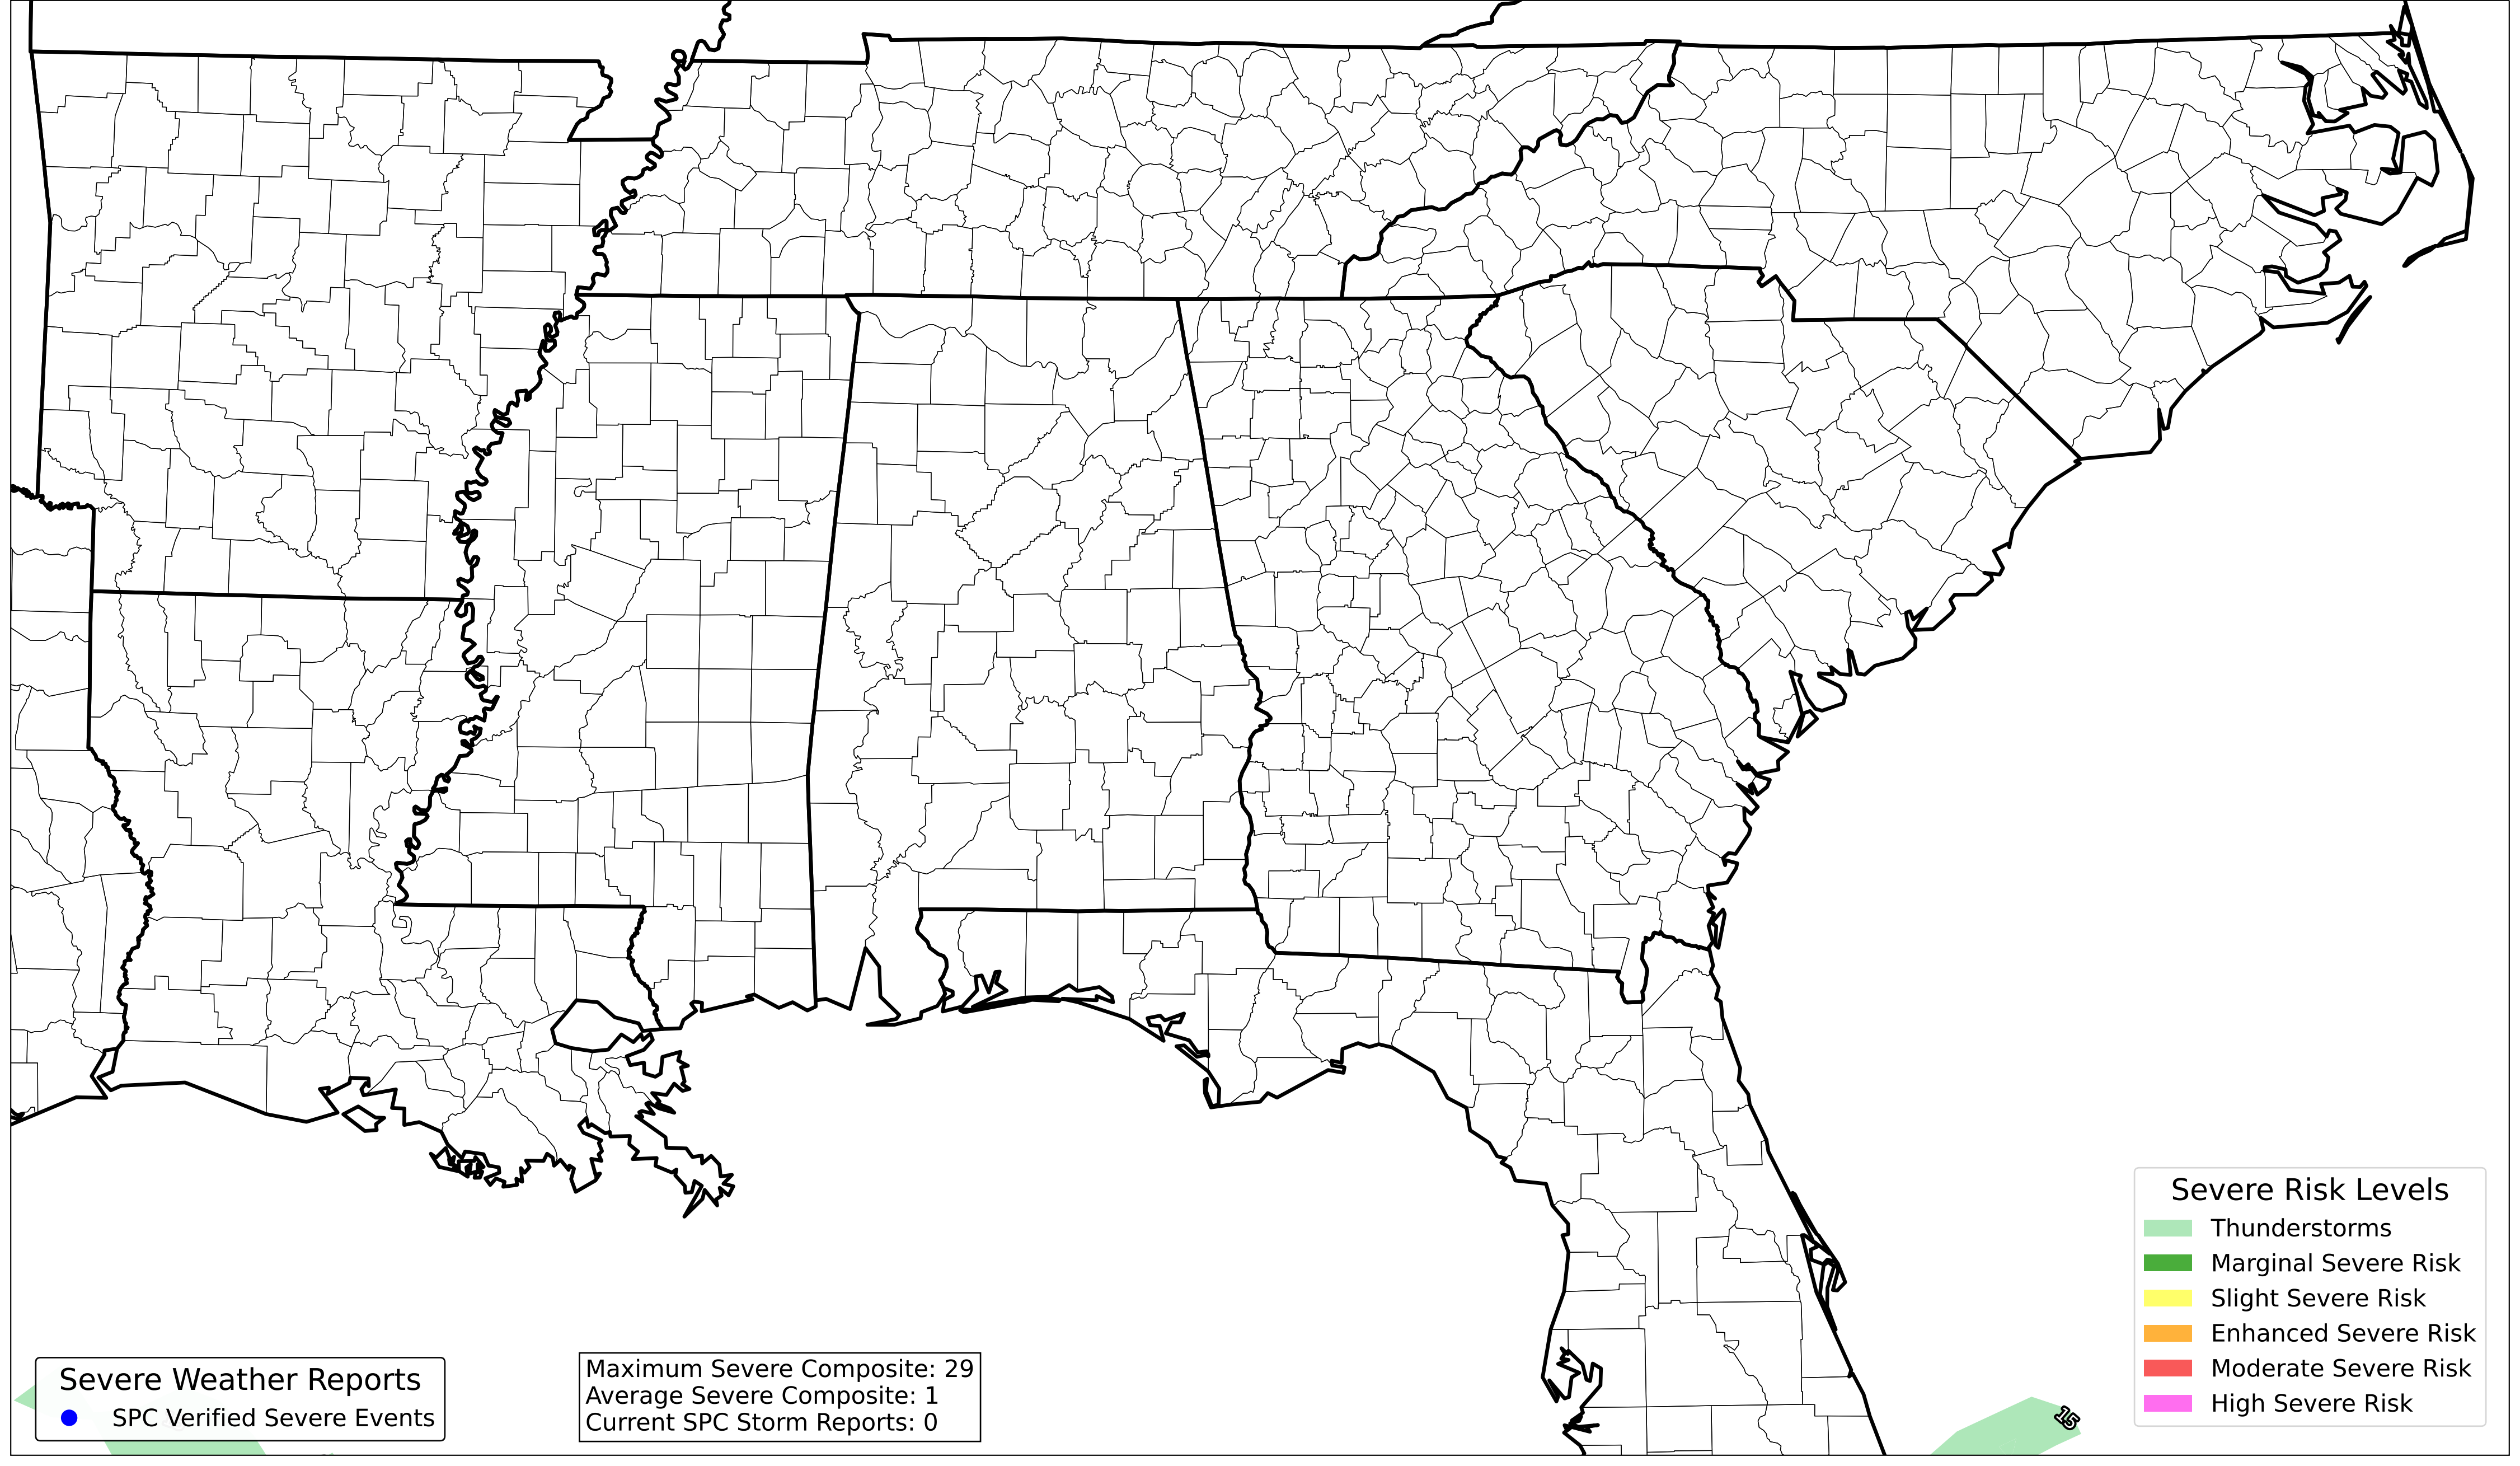 Severe Risk Levels
Thunderstorms
Marginal Severe Risk
Slight Severe Risk
Enhanced Severe Risk
Moderate Severe Risk
High Severe Risk
Severe Weather Reports
SPC Verified Severe Events
Maximum Severe Composite: 29
Average Severe Composite: 1
Current SPC Storm Reports: 0
15